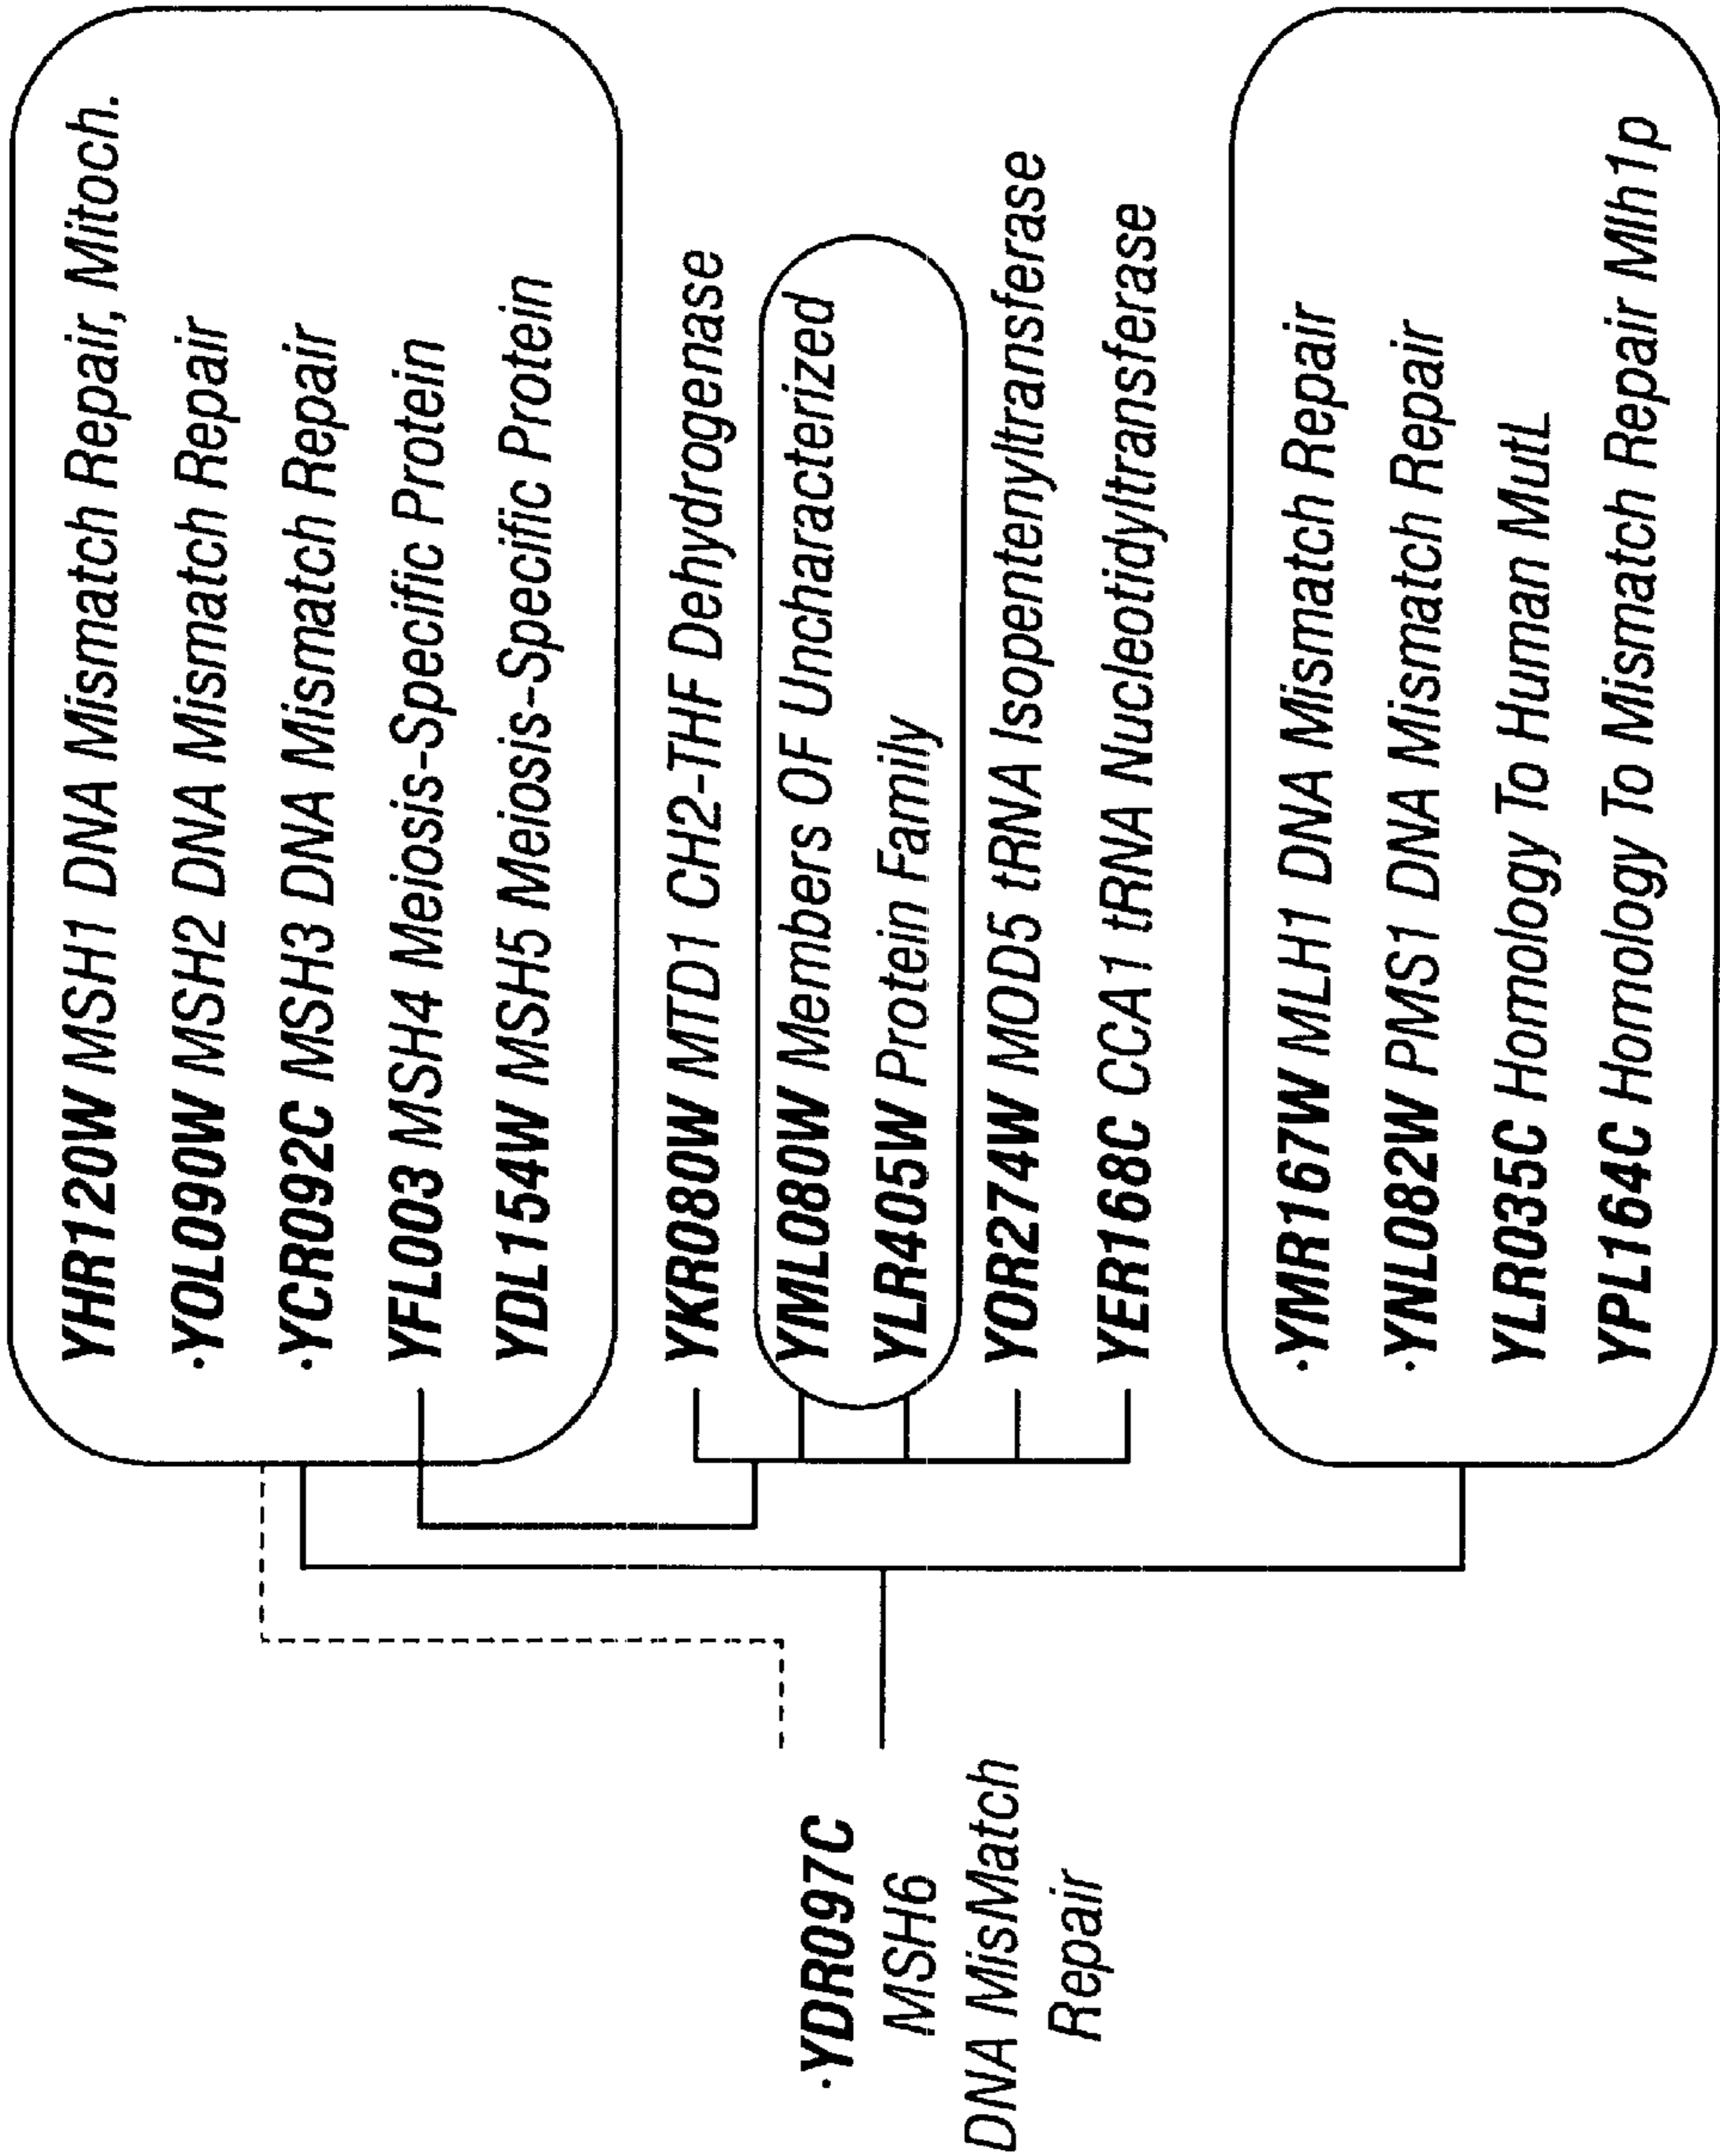 ·YDR097C
MSH6
DNA MisMatch
Repair
YHR120W MSH1 DNA Mismatch Repair, Mitoch.
·YOL090W MSH2 DNA Mismatch Repair
·YCR092C MSH3 DNA Mismatch Repair
YFL003 MSH4 Meiosis-Specific Protein
YDL154W MSH5 Meiosis-Specific Protein
YKR080W MTD1 CH2-THF Dehydrogenase
YML080W Members OF Uncharacterized
YLR405W Protein Family
YOR274W MOD5 tRNA Isopentenyltransferase
YER168C CCA1 tRNA Nucleotidyltransferase
·YMR167W MLH1 DNA Mismatch Repair
·YNL082W PMS1 DNA Mismatch Repair
YLR035C Homology To Human MutL
YPL164C Homology To Mismatch Repair Mlh1p